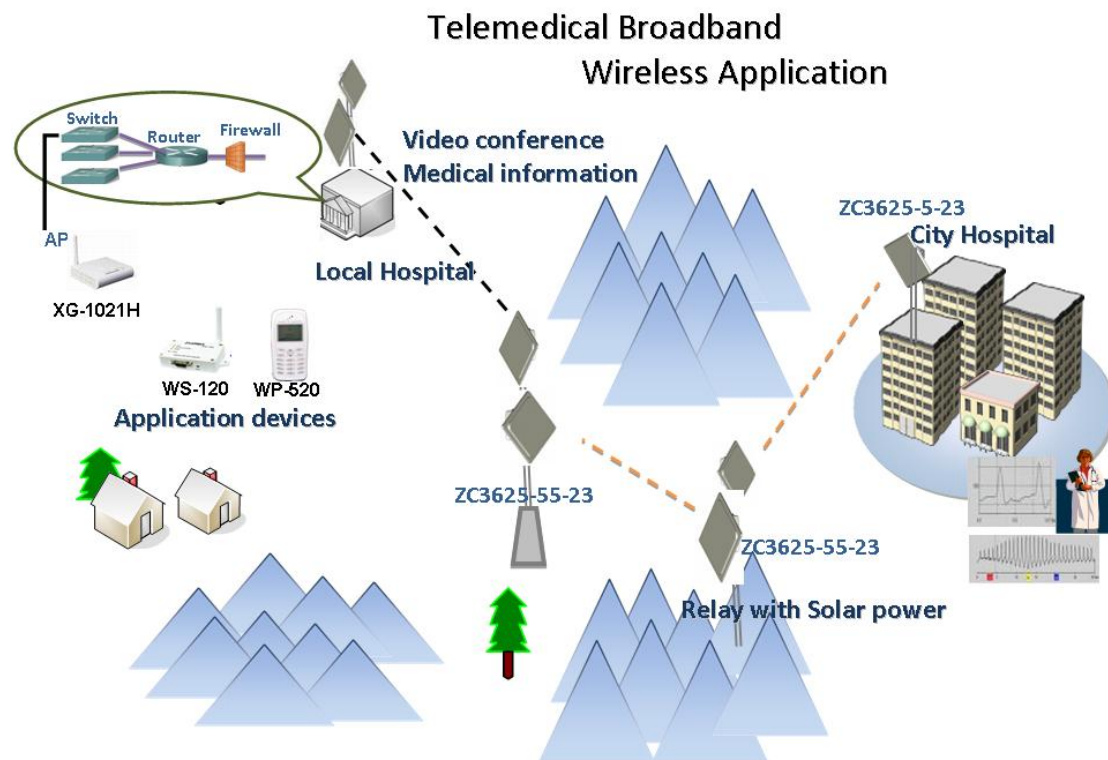 Telemedical Broadband
Wireless Application
Switch
Router
Firewall
Video conference
Medical information
AP
XG-1021H
Local Hospital
ZC3625-5-23
City Hospital
WS-120
WP-520
Application devices
ZC3625-55-23
ZC3625-55-23
Relay with Solar power